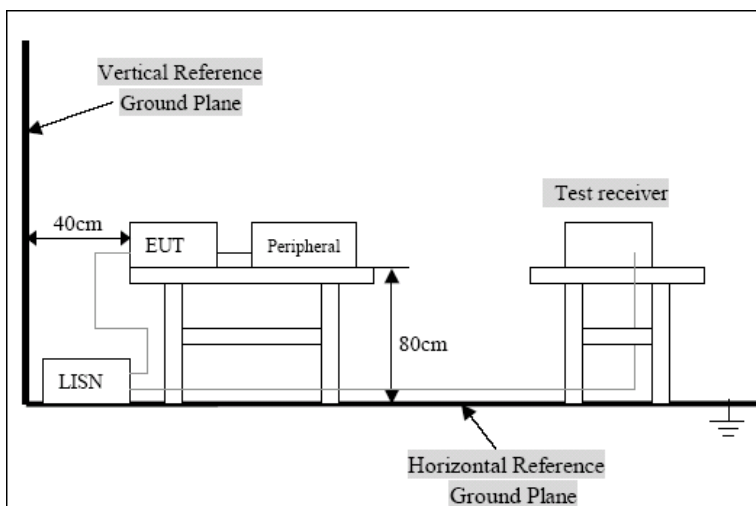 Vertical Reference
Ground Plane
Test receiver
40cm
EUT
Peripheral
80cm
LISN
Horizontal Reference
Ground Plane